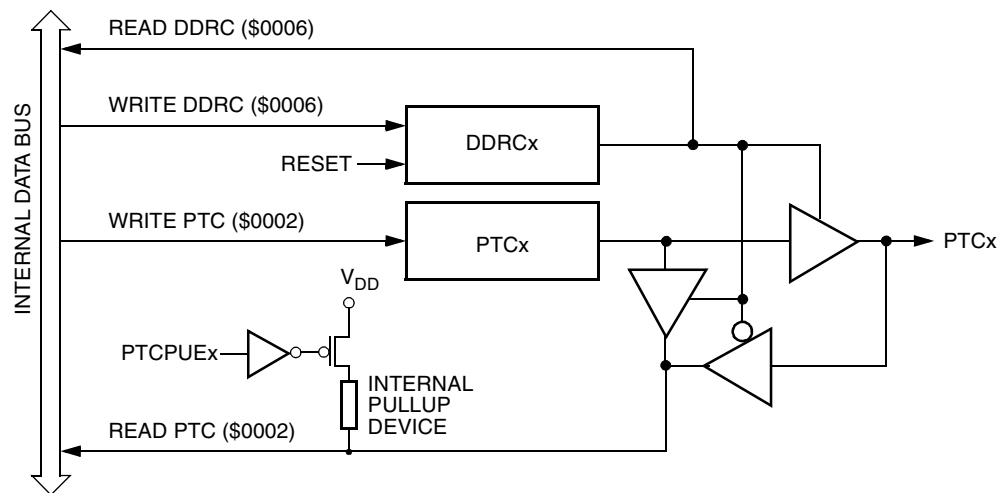 READ DDRC ($0006)
WRITE DDRC ($0006)
DDRCx
RESET
INTERNAL DATA BUS
WRITE PTC ($0002)
PTCx
PTCx
VDD
PTCPUEx
INTERNAL
PULLUP
DEVICE
READ PTC ($0002)